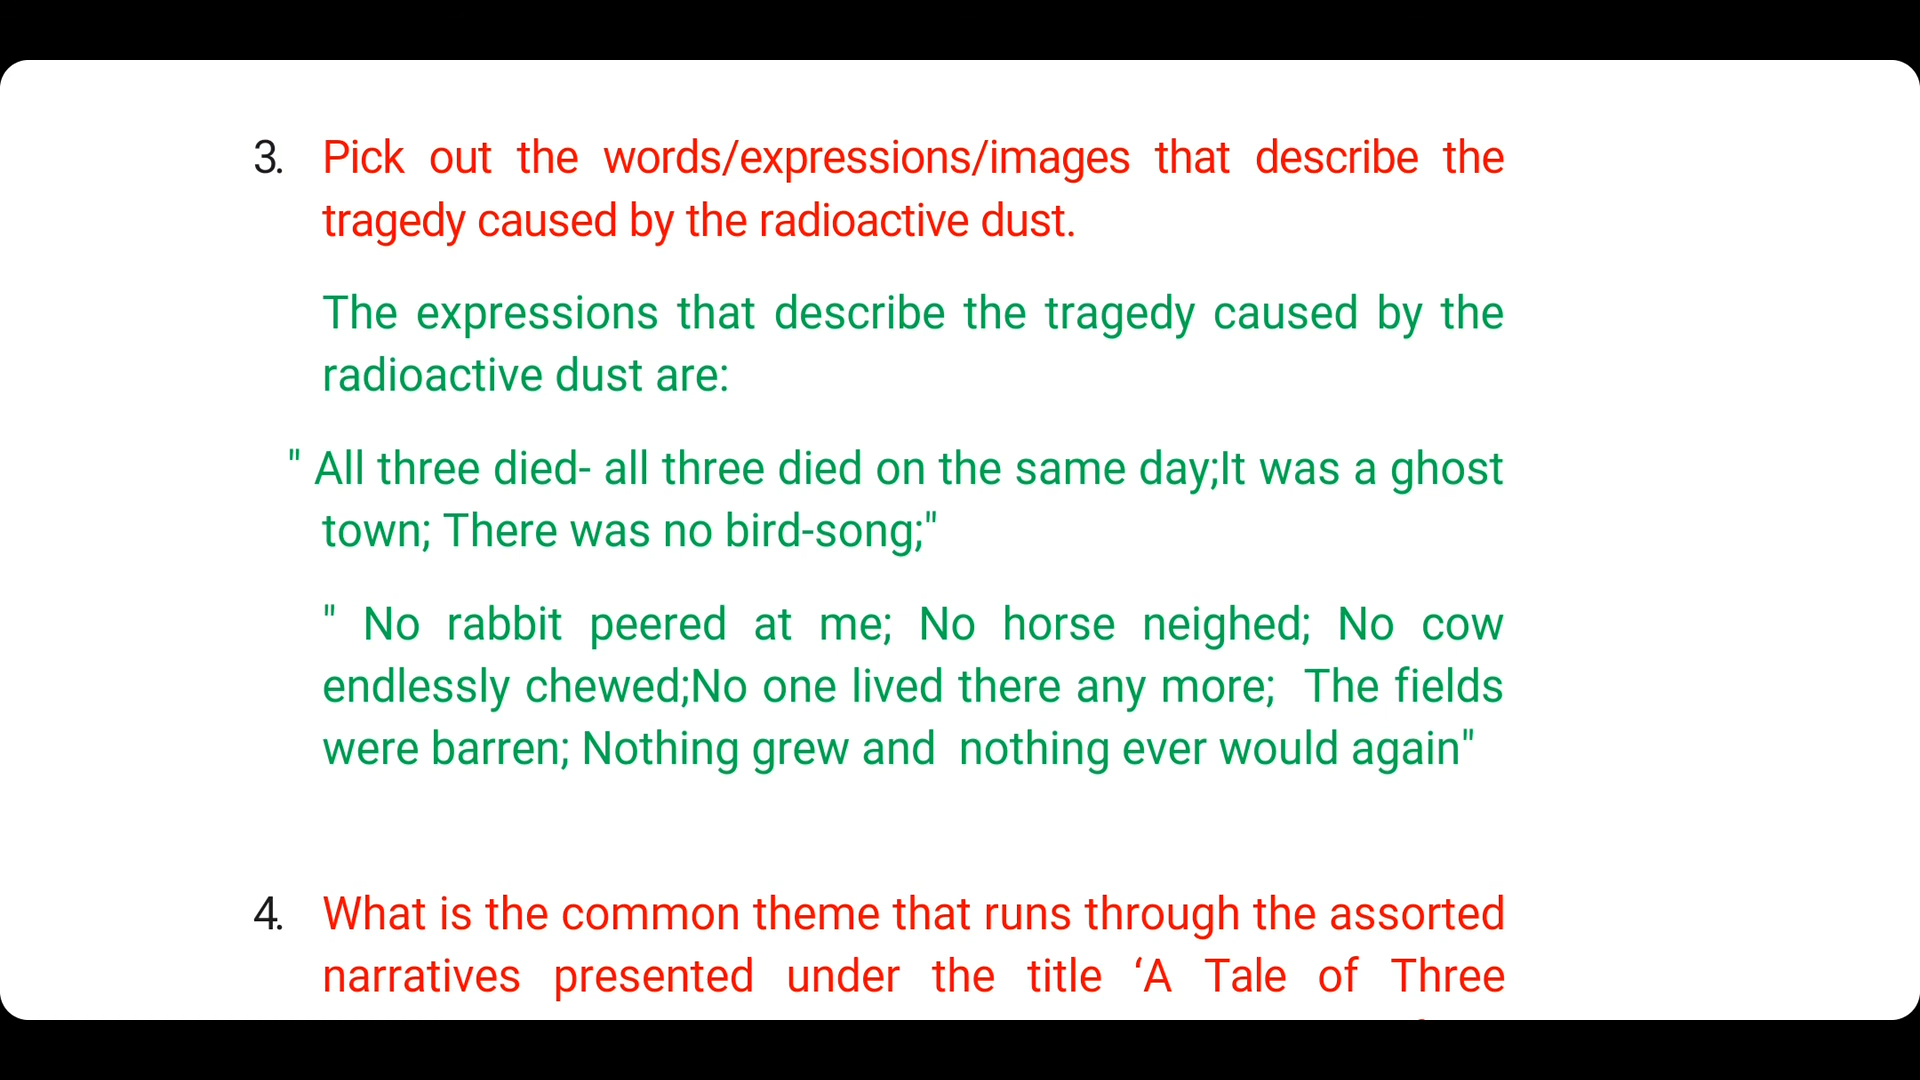 3. Pick out the words/expressions/images that describe the
tragedy caused by the radioactive dust.
The expressions that describe the tragedy caused by the
radioactive dust are:
" All three died- all three died on the same day;It was a ghost
town; There was no bird-song;"
" No rabbit peered at me; No horse neighed; No cow
endlessly chewed;No one lived there any more;  The fields
were barren; Nothing grew and  nothing ever would again"
4. What is the common theme that runs through the assorted
narratives presented under the title ‘A Tale of Three